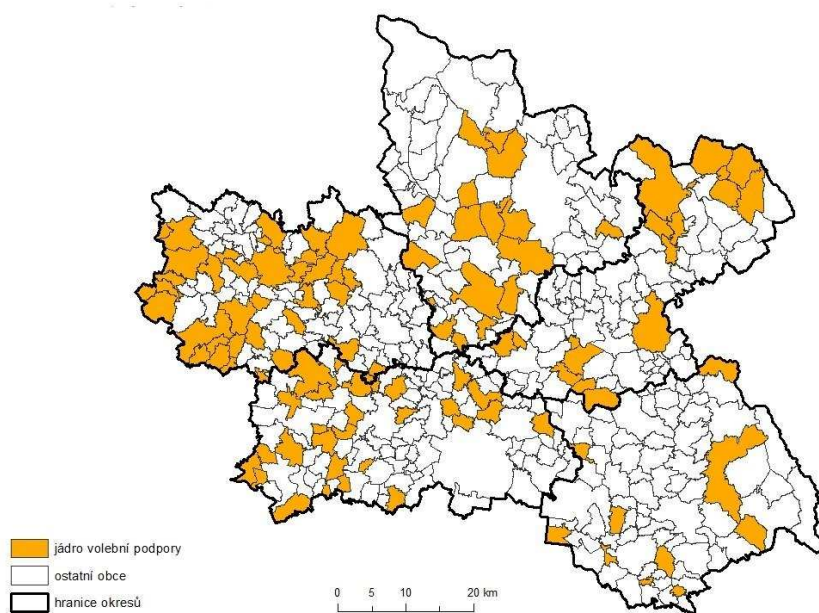 jádro volební podpory
ostatní obce
hranice okresů
0 5 10 20 km